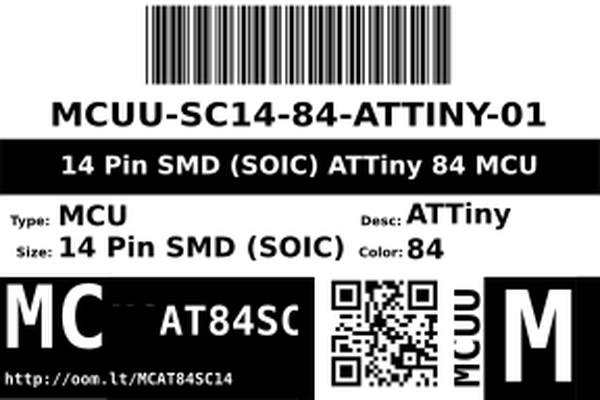 MCUU-SC14-84-ATTINY-01
14 Pin SMD (SOIC) ATTiny 84 MCU
Type: MCU
Desc: ATTiny
Size: 14 Pin SMD (SOIC)
Color: 84
MC AT84SC
MCUU
M
http://oom.lt/MCAT84SC14